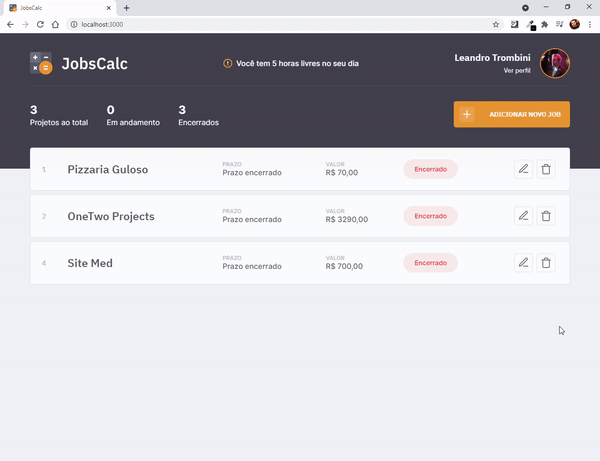 JobsCalc
localhost:3000
JobsCalc
Você tem 5 horas livres no seu dia
Leandro Trombini
Ver perfil
3
Projetos ao total
0
Em andamento
3
Encerrados
ADICIONAR NOVO JOB
1
Pizzaria Guloso
PRAZO
Prazo encerrado
VALOR
R$ 70,00
Encerrado
2
OneTwo Projects
PRAZO
Prazo encerrado
VALOR
R$ 3290,00
Encerrado
4
Site Med
PRAZO
Prazo encerrado
VALOR
R$ 700,00
Encerrado